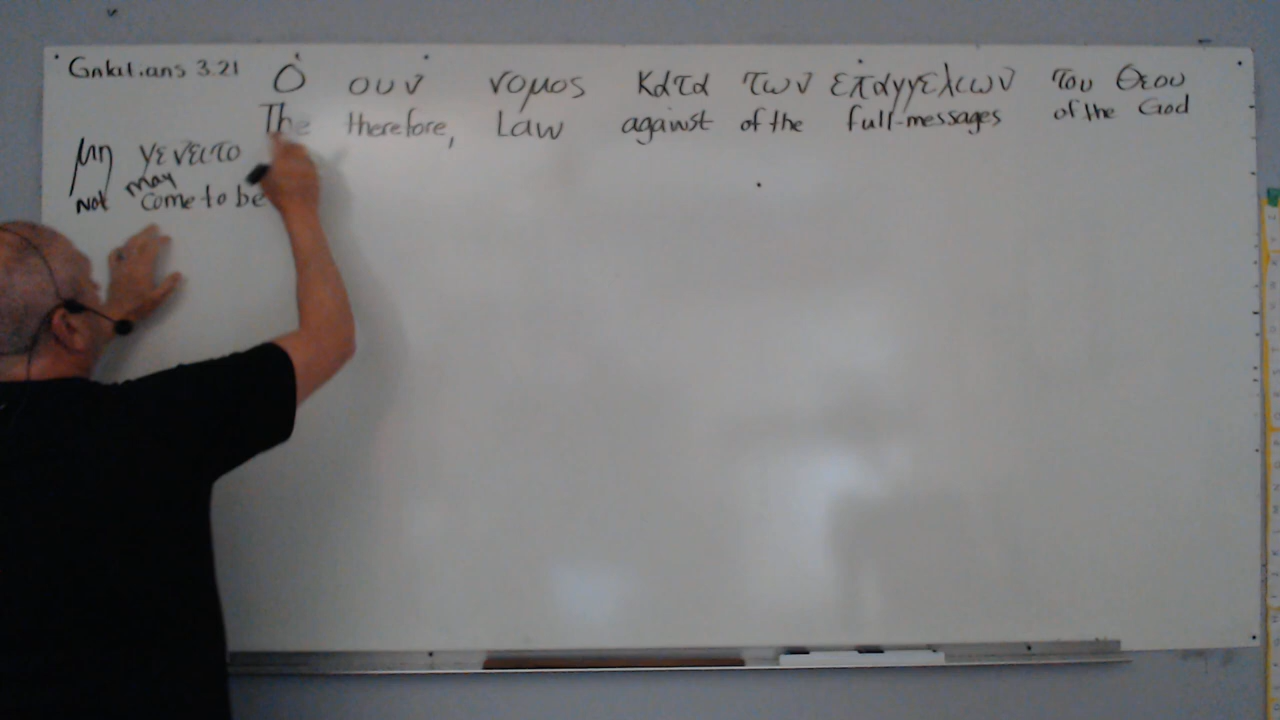 Galatians 3.21 Ὁ ουν νομος κατα των επαγγελιων του θεου
The therefore, Law against of the full-messages of the God
μη γενειτο
Not may come to be